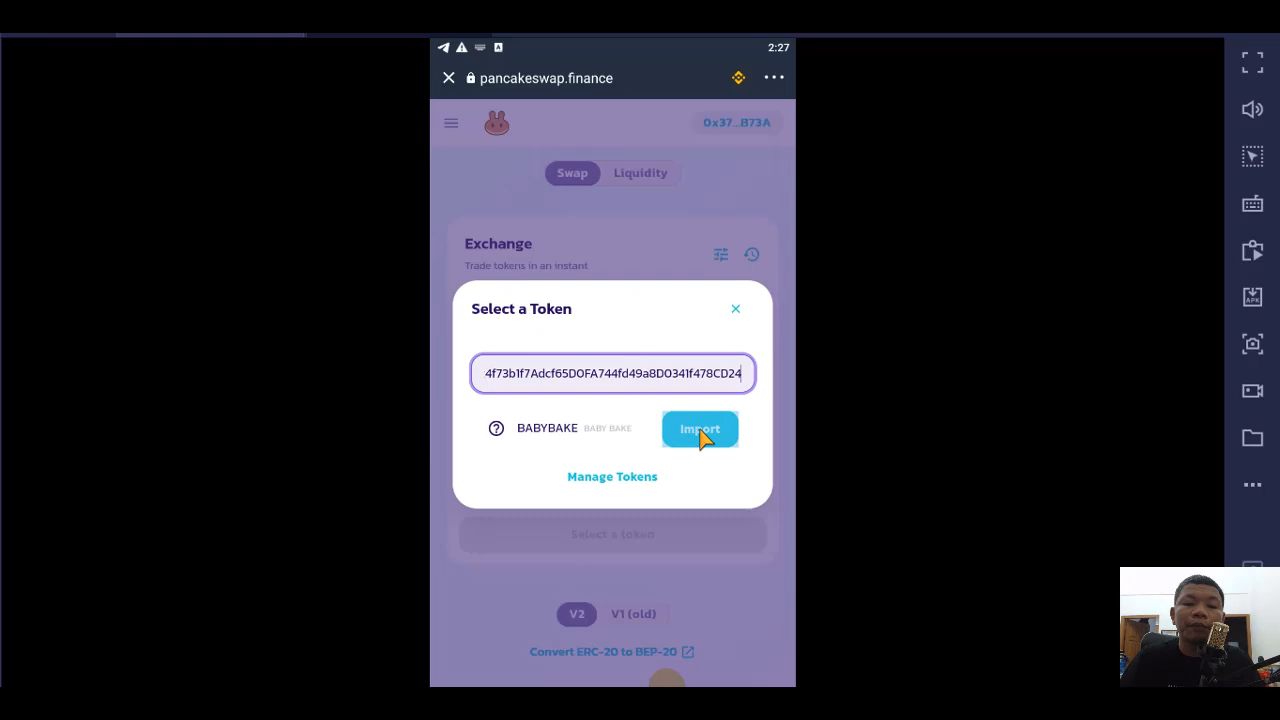 2:27
pancakeswap.finance
0x37...B73A
Swap Liquidity
Exchange
Trade tokens in an instant
Select a Token
4f73b1f7Adcf65D0FA744fd49a8D0341f478CD24
BABYBAKE BABY BAKE Import
Manage Tokens
Select a token
V2 V1 (old)
Convert ERC-20 to BEP-20
APK